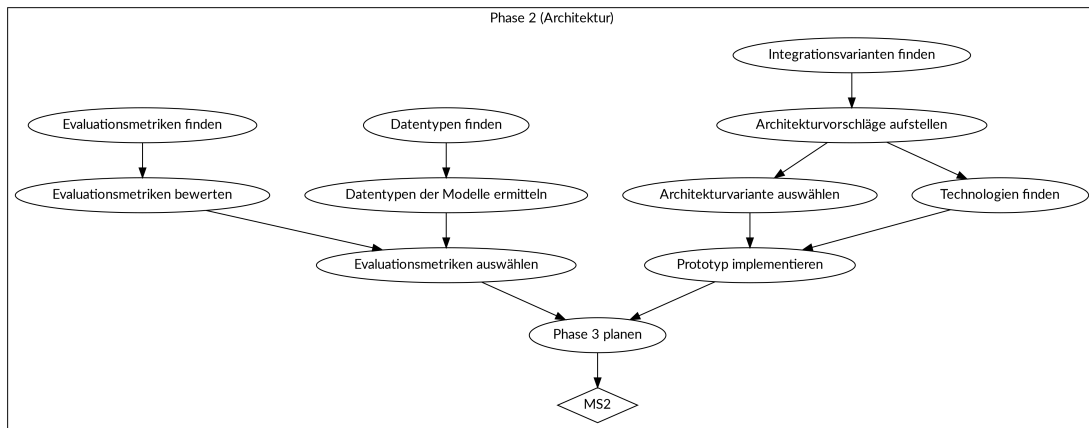 Phase 2 (Architektur)
Integrationsvarianten finden
Evaluationsmetriken finden
Datentypen finden
Architekturvorschläge aufstellen
Evaluationsmetriken bewerten
Datentypen der Modelle ermitteln
Architekturvariante auswählen
Technologien finden
Evaluationsmetriken auswählen
Prototyp implementieren
Phase 3 planen
MS2